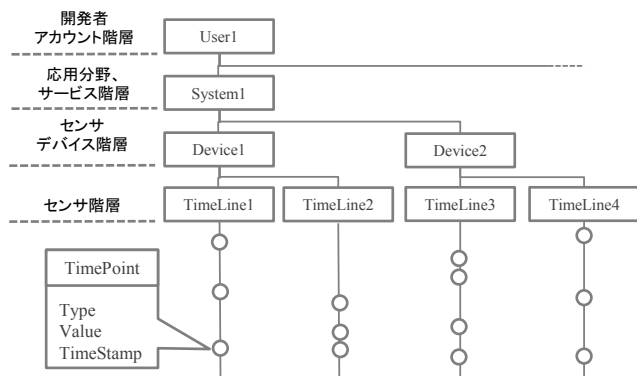 開発者
アカウント階層
User1
応用分野、
サービス階層
System1
センサ
デバイス階層
Device1
Device2
センサ階層
TimeLine1
TimeLine2
TimeLine3
TimeLine4
TimePoint
Type
Value
TimeStamp